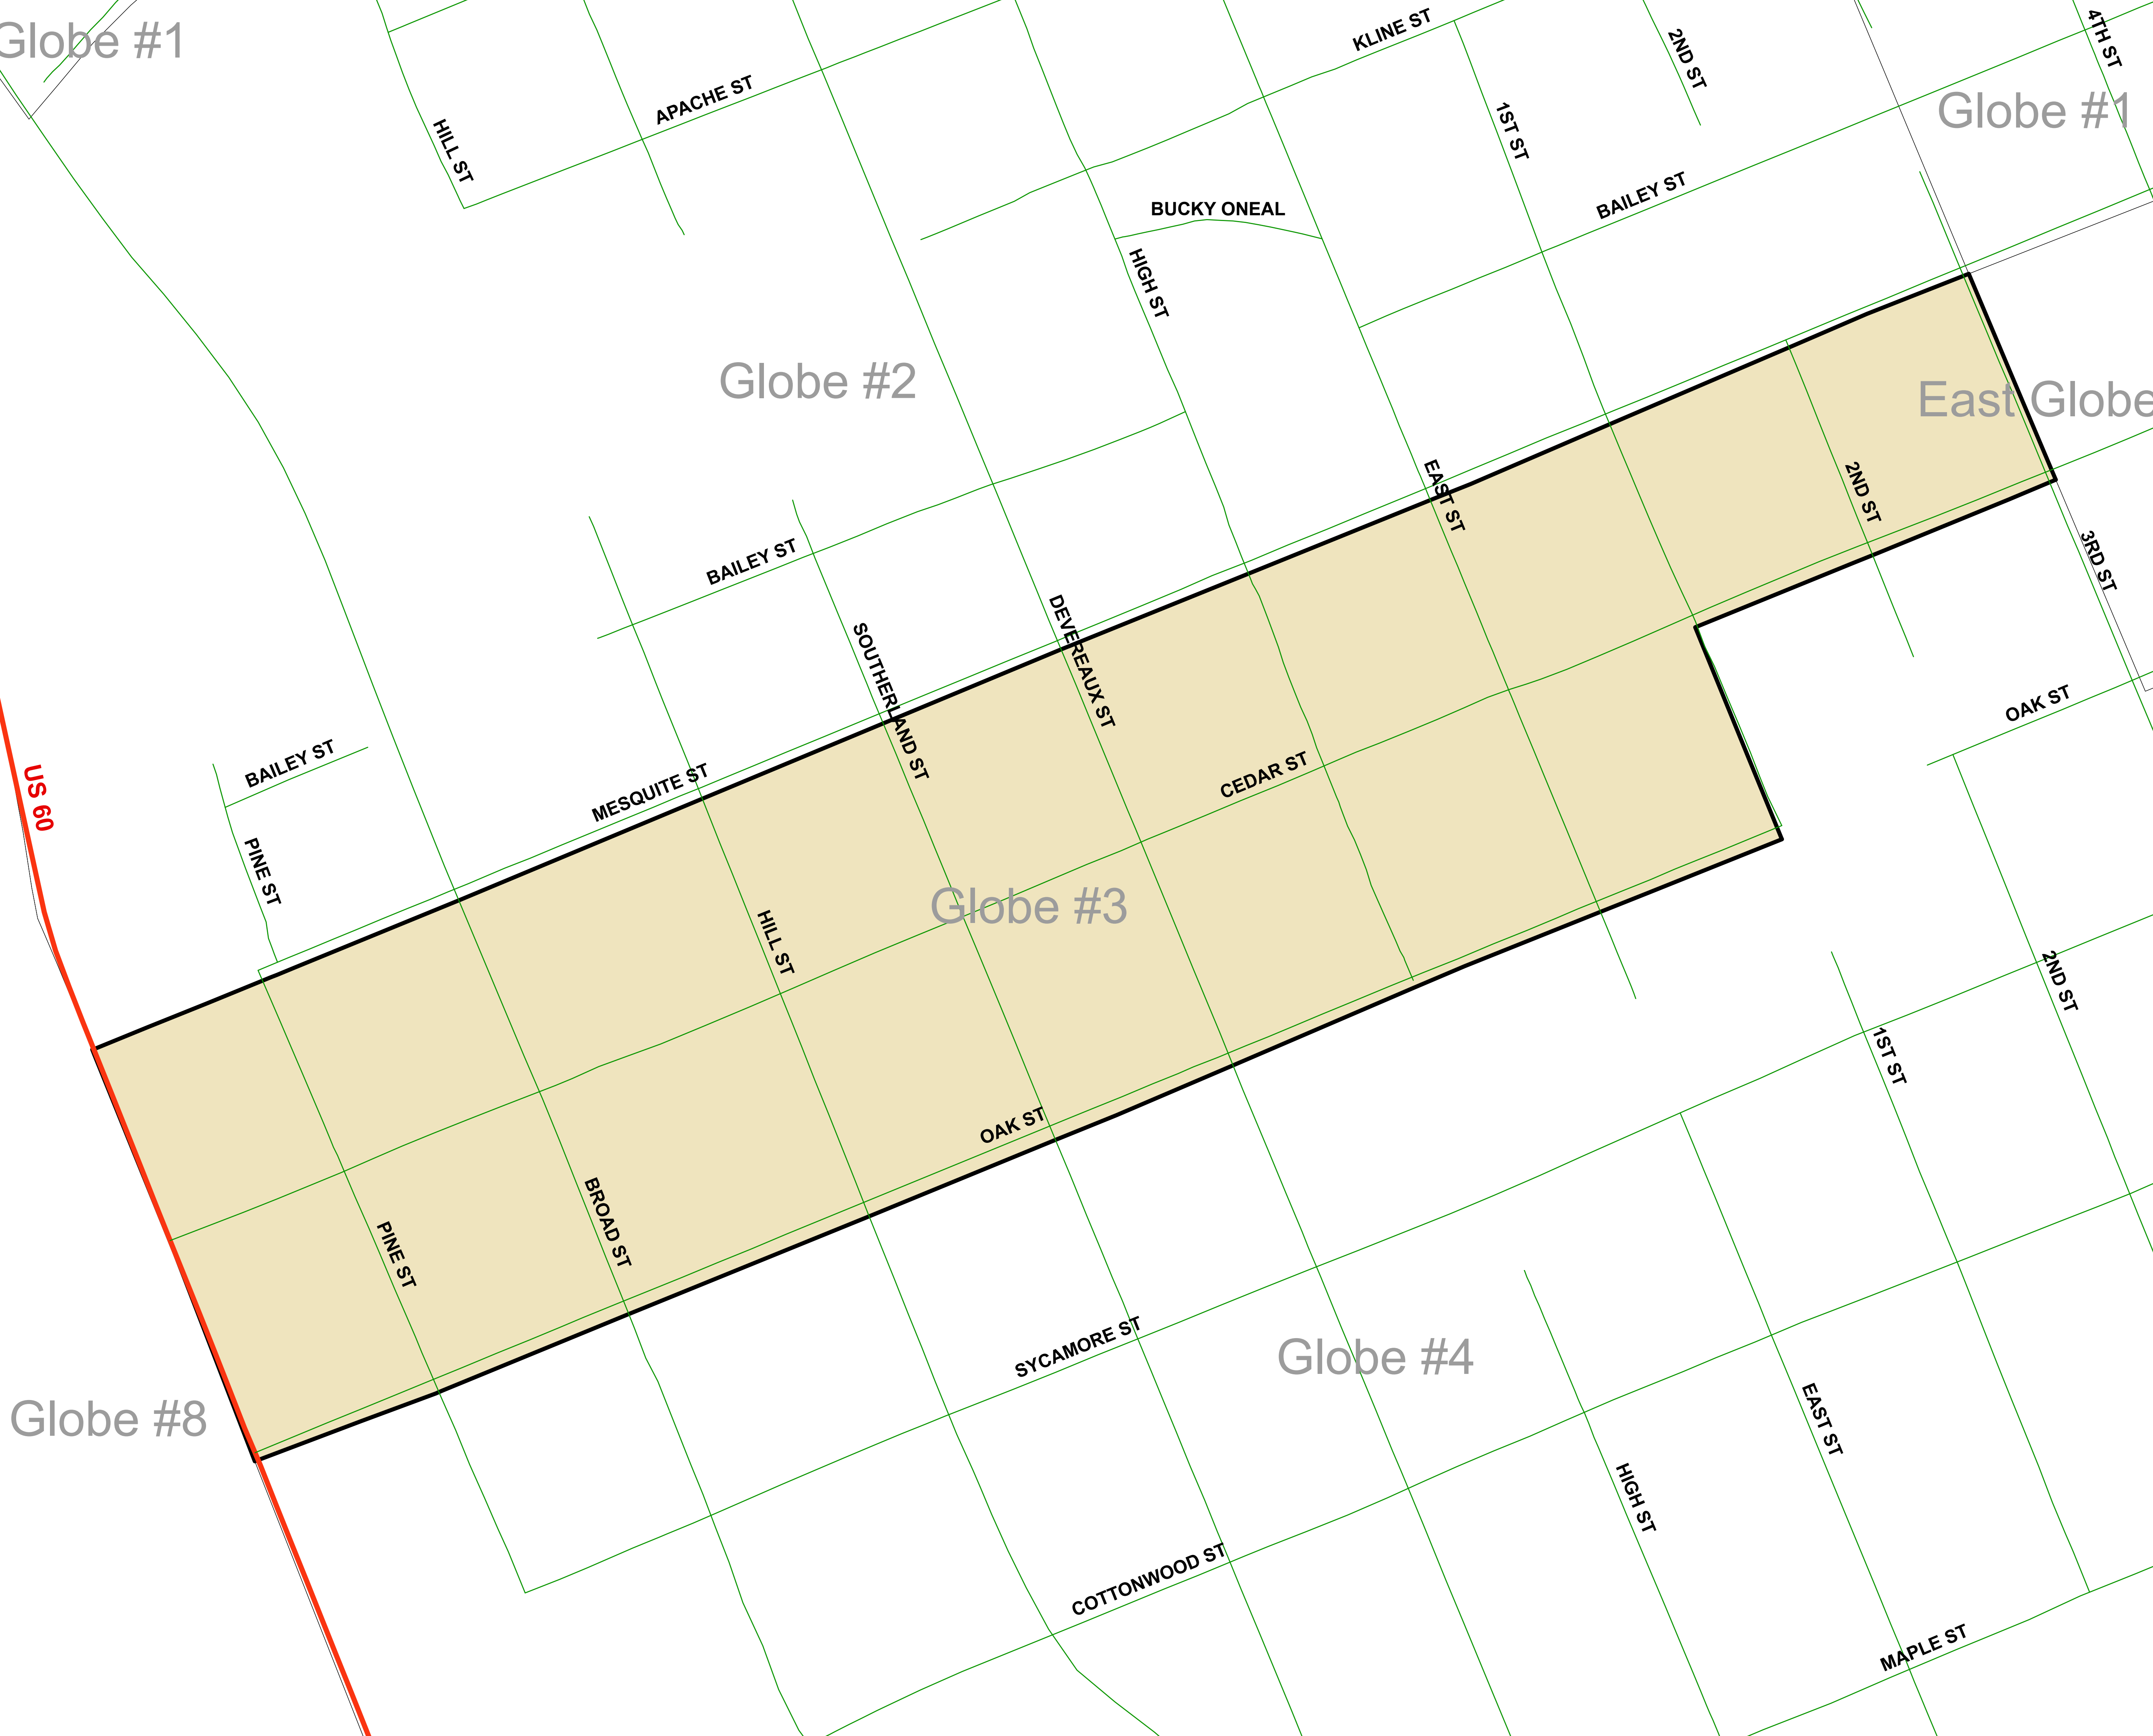 Globe #1
KLINE ST
2ND ST
4TH ST
APACHE ST
HILL ST
1ST ST
Globe #1
BAILEY ST
BUCKY ONEAL
HIGH ST
Globe #2
East Globe
EAST ST
2ND ST
BAILEY ST
3RD ST
DEVEREAUX ST
SOUTHERLAND ST
OAK ST
BAILEY ST
US 60
MESQUITE ST
CEDAR ST
PINE ST
Globe #3
HILL ST
2ND ST
1ST ST
OAK ST
BROAD ST
PINE ST
SYCAMORE ST
Globe #4
Globe #8
EAST ST
HIGH ST
COTTONWOOD ST
MAPLE ST